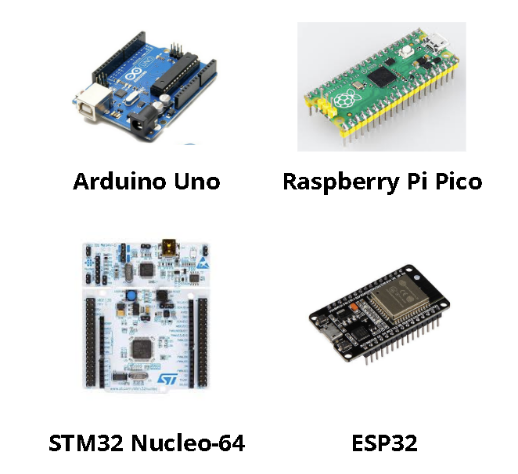 Arduino Uno
Raspberry Pi Pico
STM32 Nucleo-64
ESP32